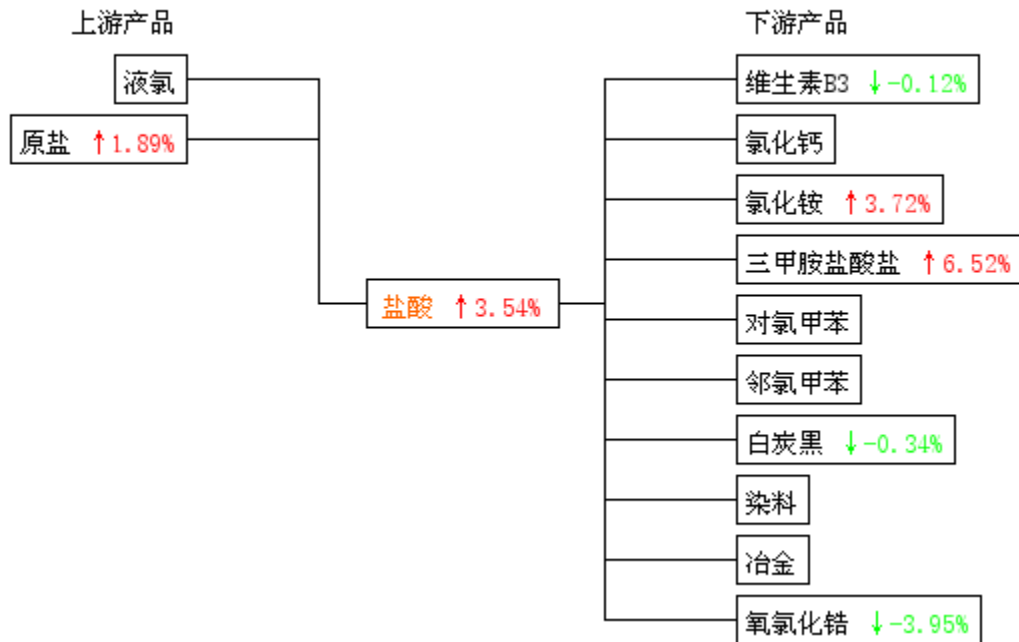 上游产品
下游产品
液氯
原盐 ↑1.89%
盐酸 ↑3.54%
维生素B3 ↓-0.12%
氯化钙
氯化铵 ↑3.72%
三甲胺盐酸盐 ↑6.52%
对氯甲苯
邻氯甲苯
白炭黑 ↓-0.34%
染料
冶金
氧氯化锆 ↓-3.95%